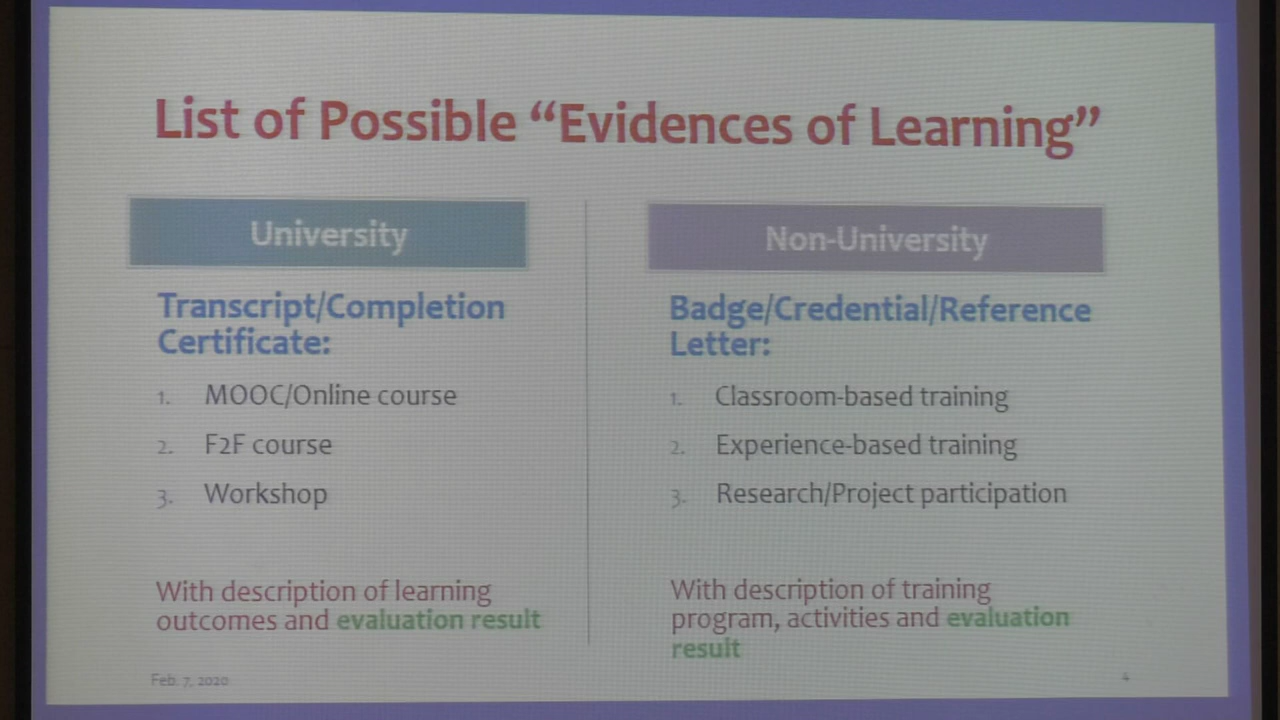 List of Possible “Evidences of Learning”
University
Transcript/Completion
Certificate:
1. MOOC/Online course
2. F2F course
3. Workshop
With description of learning
outcomes and evaluation result
Non-University
Badge/Credential/Reference
Letter:
1. Classroom-based training
2. Experience-based training
3. Research/Project participation
With description of training
program, activities and evaluation
result
Feb. 7, 2020
4